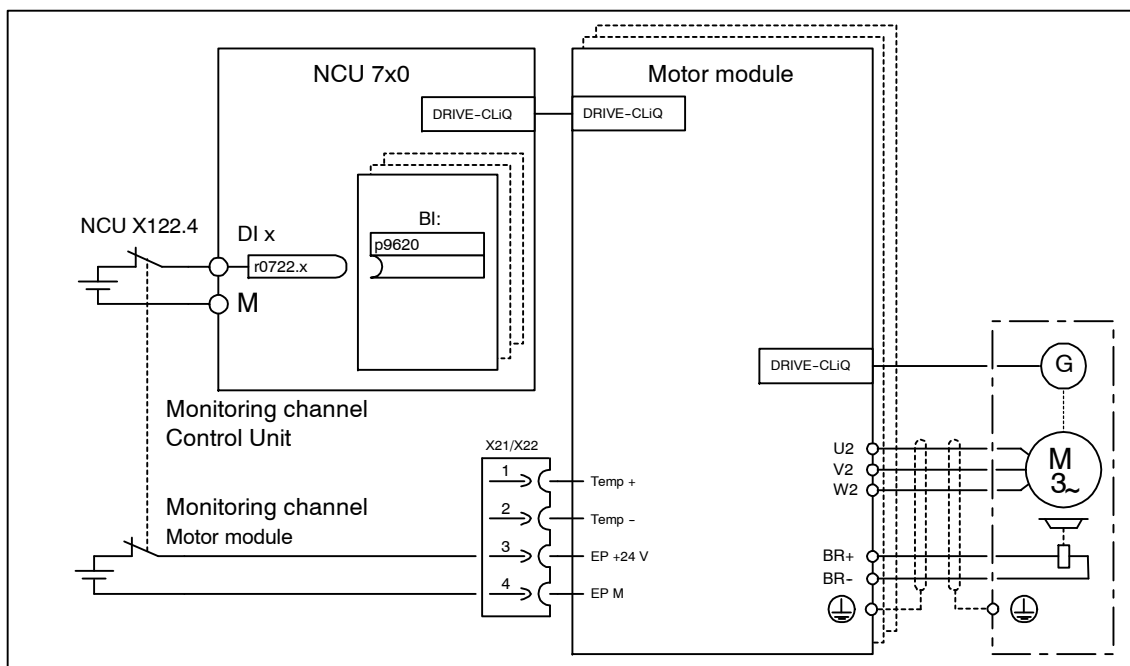 NCU 7x0
Motor module
DRIVE-CLiQ
DRIVE-CLiQ
NCU X122.4
DI x
BI:
p9620
r0722.x
M
DRIVE-CLiQ
G
Monitoring channel
Control Unit
X21/X22
1
Temp +
2
Temp -
Monitoring channel
Motor module
3
EP +24 V
4
EP M
U2
V2
W2
M
3~
BR+
BR-